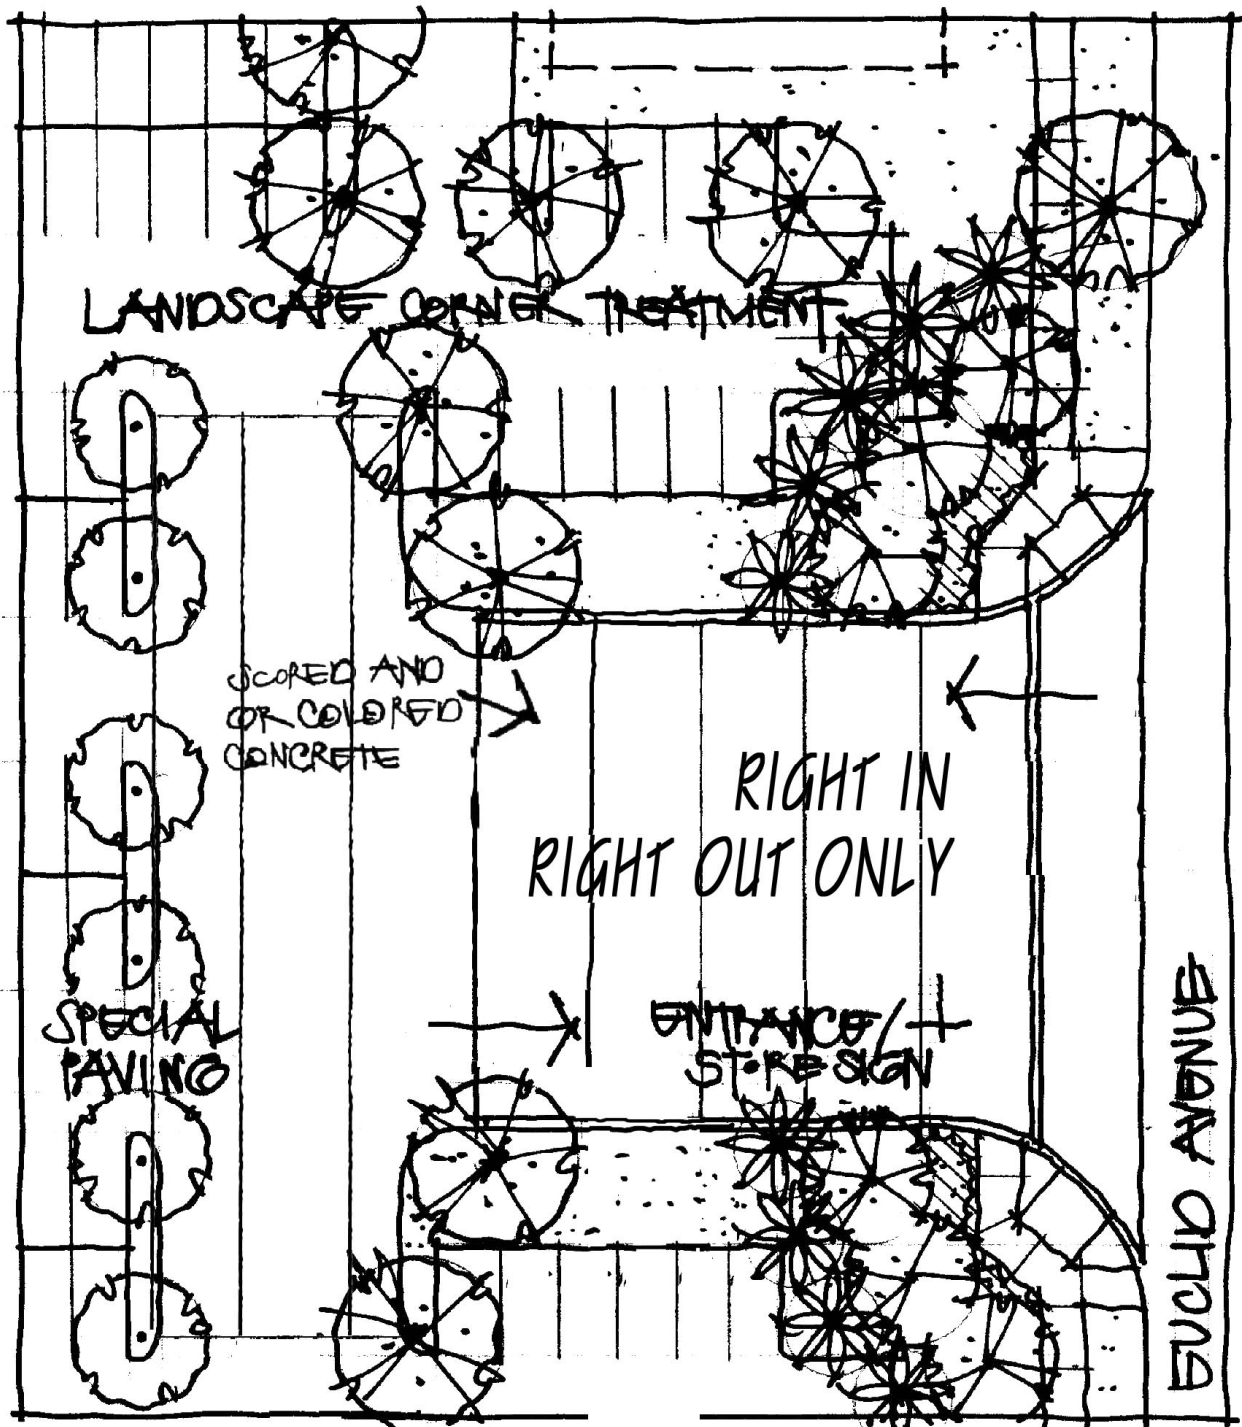 LANDSCAPE CORNER TREATMENT
SCORED AND
OR COLORED
CONCRETE
RIGHT IN
RIGHT OUT ONLY
SPECIAL
PAVING
ENTRANCE/
STORE SIGN
EUCLID AVENUE